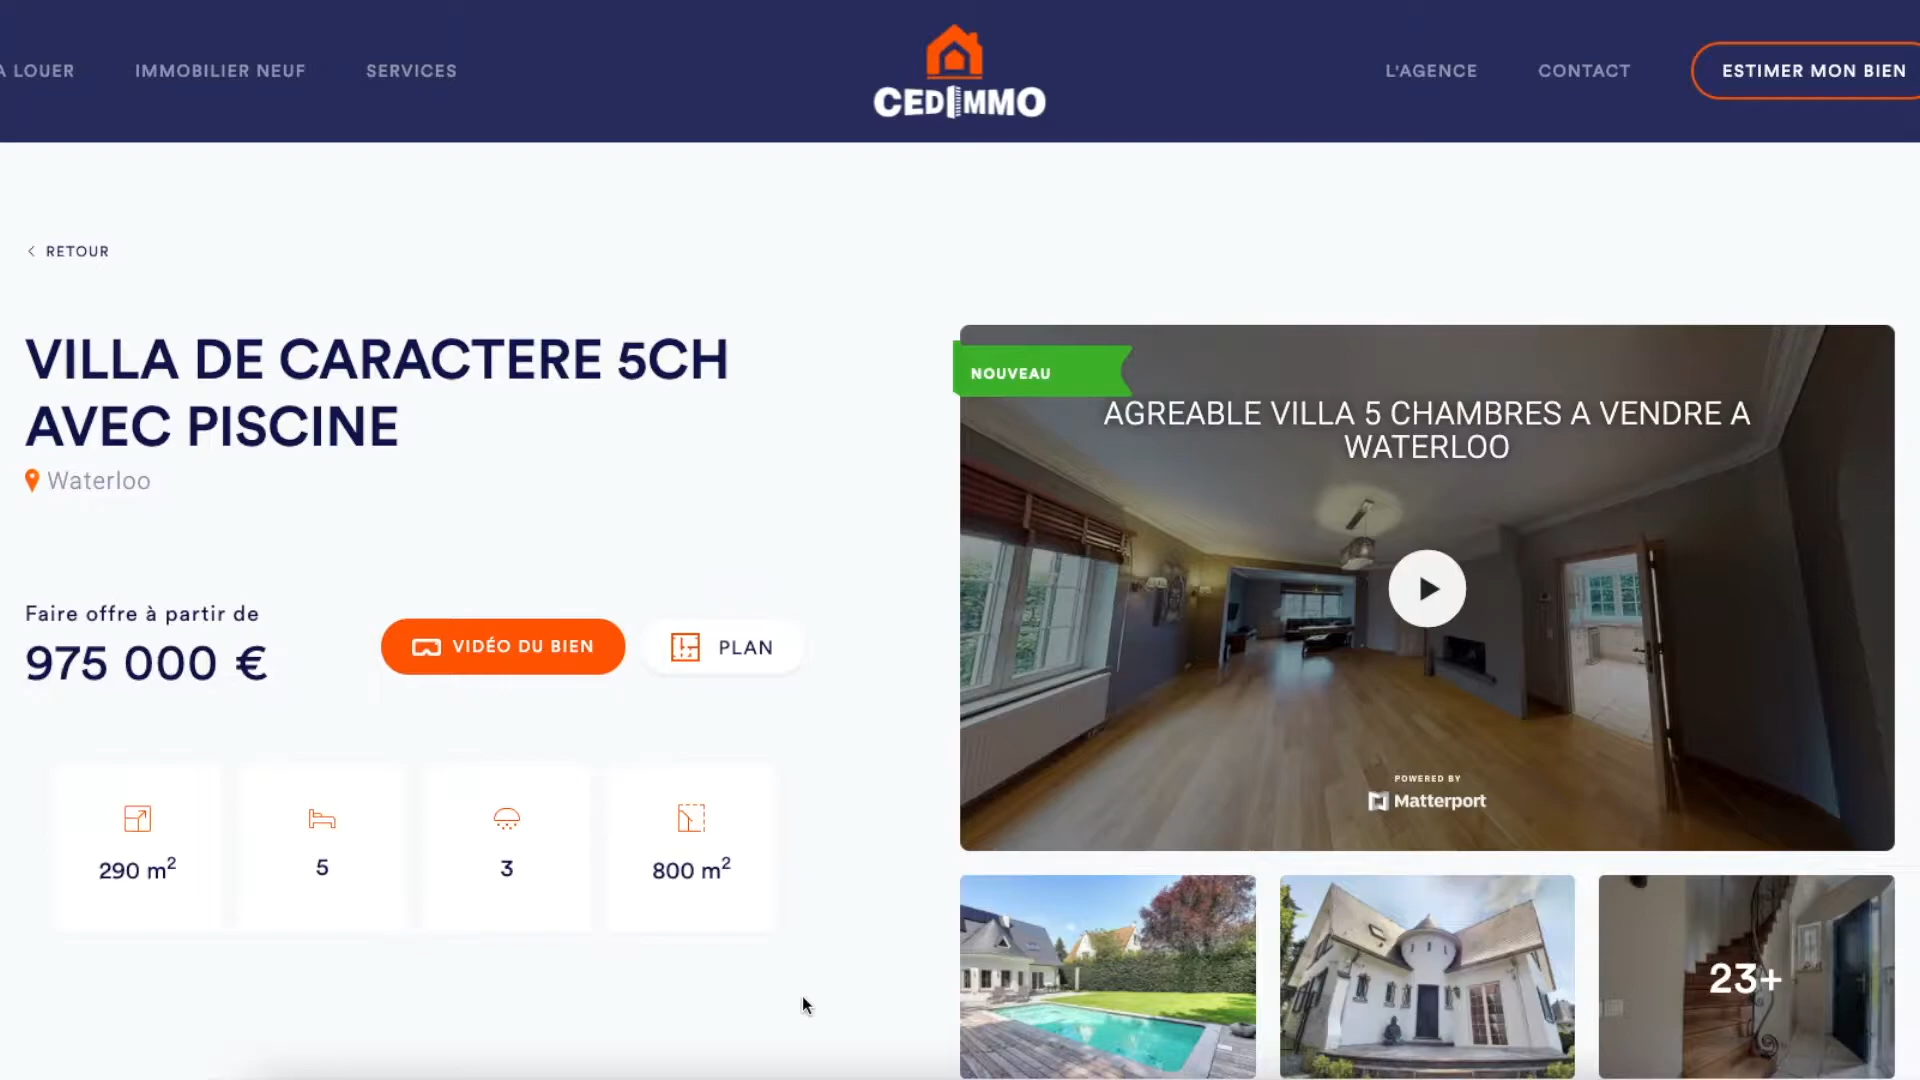 A LOUER
IMMOBILIER NEUF
SERVICES
CEDIMMO
L'AGENCE
CONTACT
ESTIMER MON BIEN
RETOUR
VILLA DE CARACTERE 5CH
AVEC PISCINE
Waterloo
Faire offre à partir de
975 000 €
VIDÉO DU BIEN
PLAN
290 m²
5
3
800 m²
NOUVEAU
AGREABLE VILLA 5 CHAMBRES A VENDRE A
WATERLOO
POWERED BY
Matterport
23+